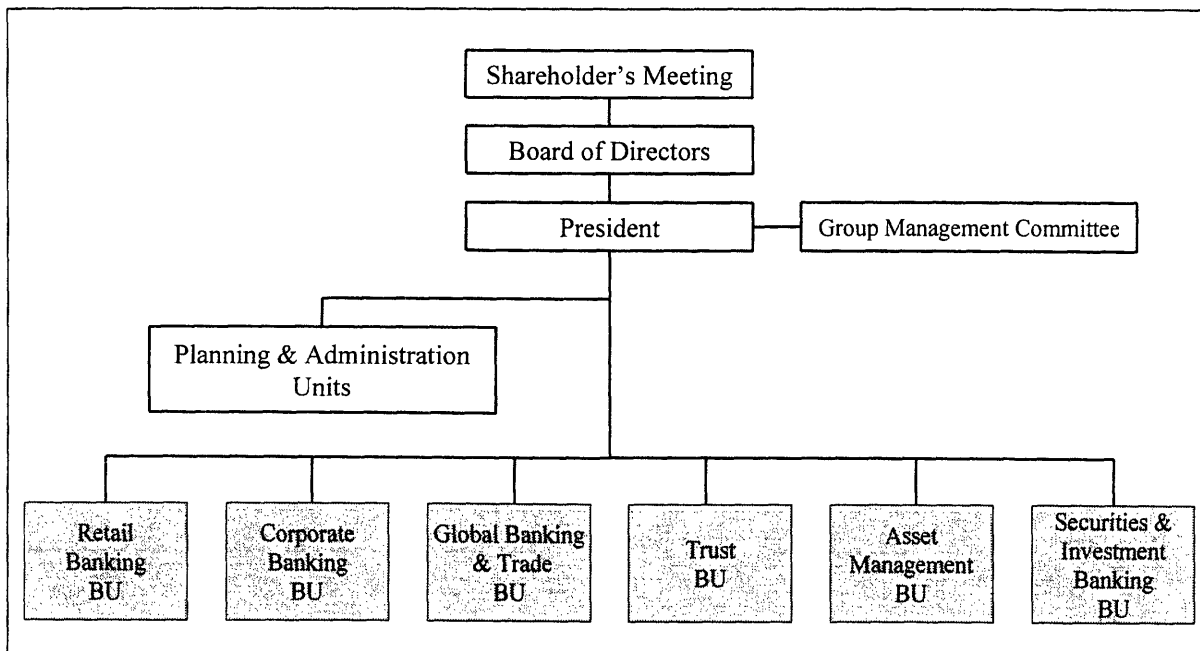 Shareholder's Meeting
Board of Directors
President
Group Management Committee
Planning & Administration
Units
Retail
Banking
BU
Corporate
Banking
BU
Global Banking
& Trade
BU
Trust
BU
Asset
Management
BU
Securities &
Investment
Banking
BU